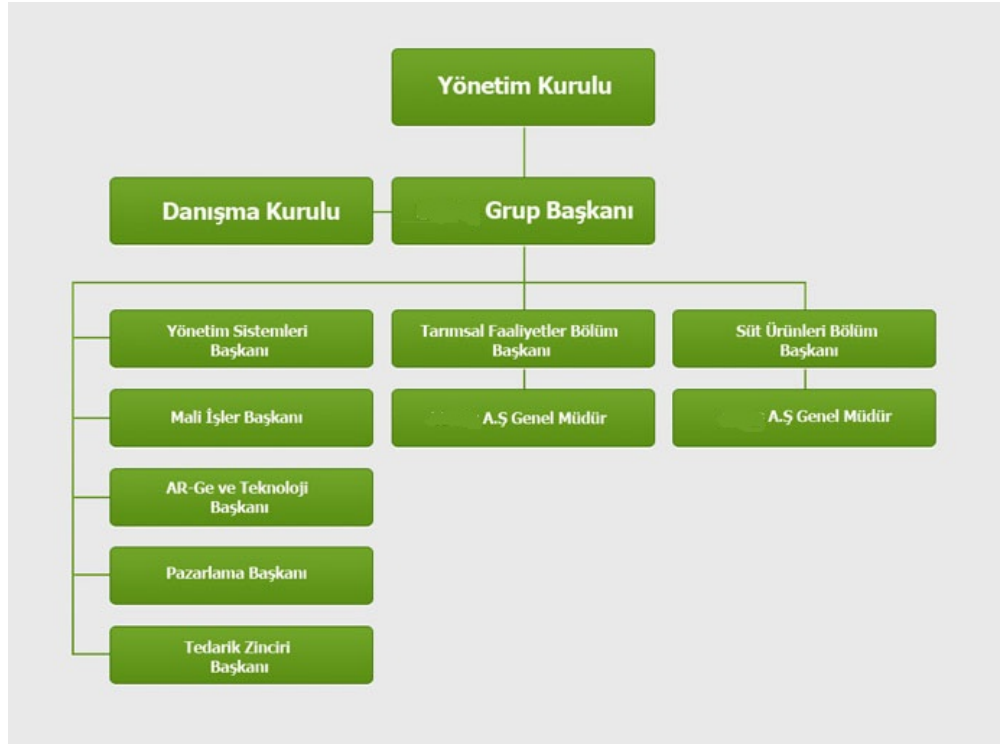 Yönetim Kurulu
Danışma Kurulu
Grup Başkanı
Yönetim Sistemleri
Başkanı
Tarımsal Faaliyetler Bölüm
Başkanı
Süt Ürünleri Bölüm
Başkanı
Mali İşler Başkanı
A.Ş Genel Müdür
A.Ş Genel Müdür
AR-Ge ve Teknoloji
Başkanı
Pazarlama Başkanı
Tedarik Zinciri
Başkanı